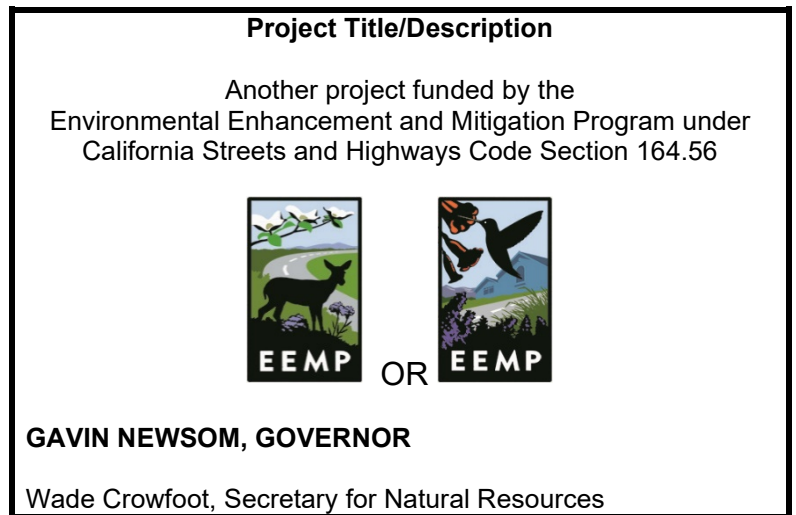 Project Title/Description
Another project funded by the
Environmental Enhancement and Mitigation Program under
California Streets and Highways Code Section 164.56
EEMP OR EEMP
GAVIN NEWSOM, GOVERNOR
Wade Crowfoot, Secretary for Natural Resources